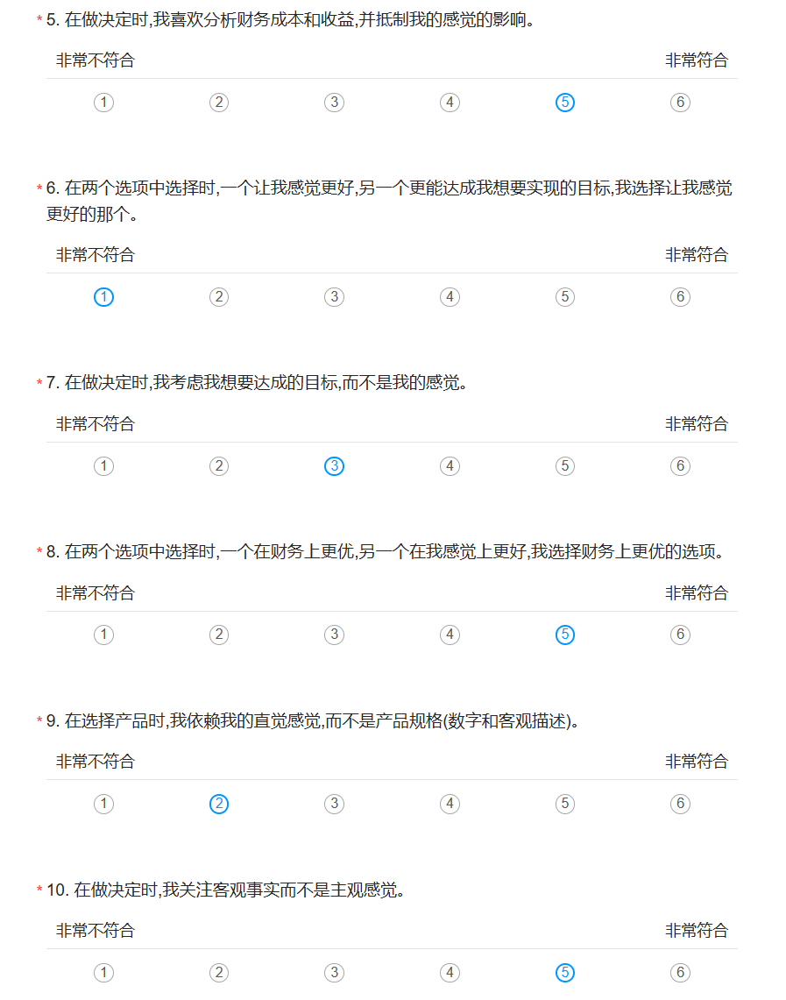 * 5. 在做决定时,我喜欢分析财务成本和收益,并抵制我的感觉的影响。
非常不符合 非常符合
1 2 3 4 5 6
* 6. 在两个选项中选择时,一个让我感觉更好,另一个更能达成我想要实现的目标,我选择让我感觉
更好的那个。
非常不符合 非常符合
1 2 3 4 5 6
* 7. 在做决定时,我考虑我想要达成的目标,而不是我的感觉。
非常不符合 非常符合
1 2 3 4 5 6
* 8. 在两个选项中选择时,一个在财务上更优,另一个在我感觉上更好,我选择财务上更优的选项。
非常不符合 非常符合
1 2 3 4 5 6
* 9. 在选择产品时,我依赖我的直觉感觉,而不是产品规格(数字和客观描述)。
非常不符合 非常符合
1 2 3 4 5 6
* 10. 在做决定时,我关注客观事实而不是主观感觉。
非常不符合 非常符合
1 2 3 4 5 6